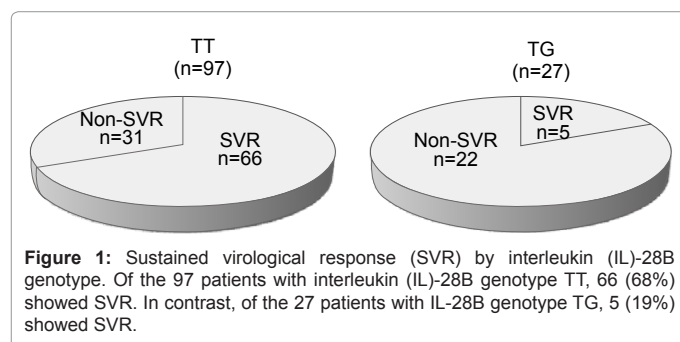 TT
(n=97)
TG
(n=27)
Non-SVR
n=31
SVR
n=66
SVR
n=5
Non-SVR
n=22
Figure 1: Sustained virological response (SVR) by interleukin (IL)-28B
genotype. Of the 97 patients with interleukin (IL)-28B genotype TT, 66 (68%)
showed SVR. In contrast, of the 27 patients with IL-28B genotype TG, 5 (19%)
showed SVR.